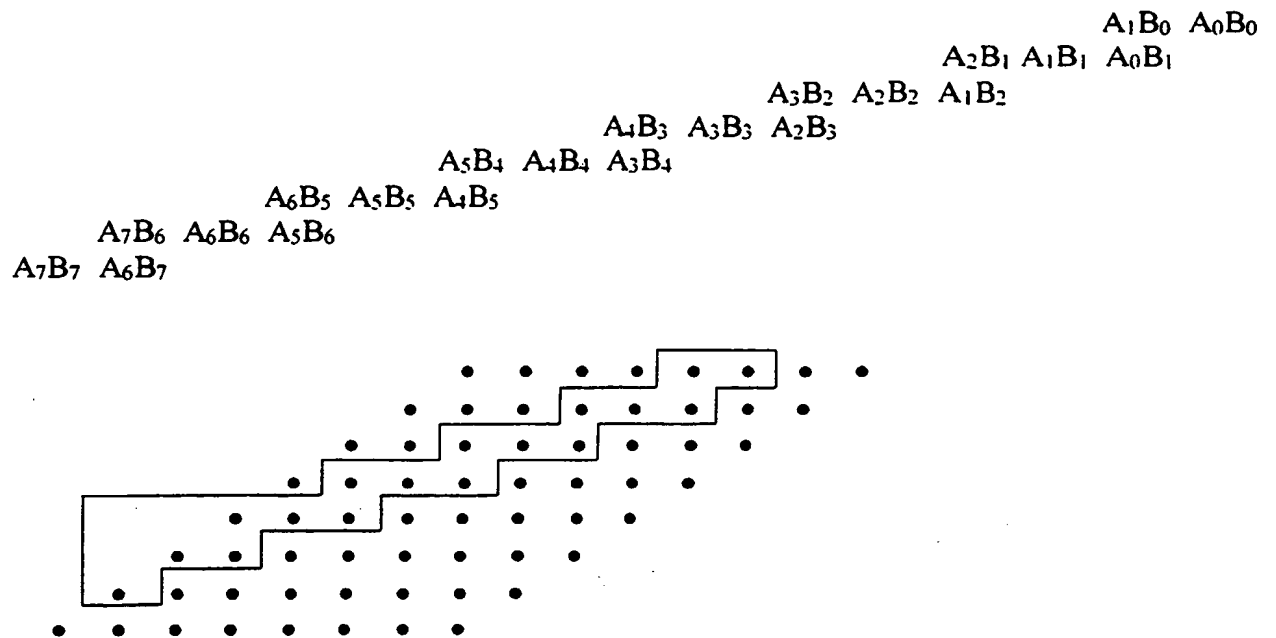 A₁B₀ A₀B₀
A₂B₁ A₁B₁ A₀B₁
A₃B₂ A₂B₂ A₁B₂
A₄B₃ A₃B₃ A₂B₃
A₅B₄ A₄B₄ A₃B₄
A₆B₅ A₅B₅ A₄B₅
A₇B₆ A₆B₆ A₅B₆
A₇B₇ A₆B₇